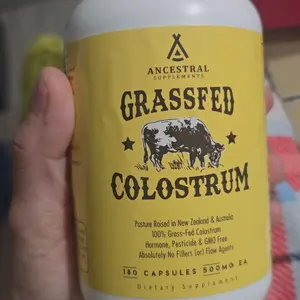 ANCESTRAL
SUPPLEMENTS
GRASSFED
COLOSTRUM
Pasture Raised in New Zealand & Australia
100% Grass-Fed Colostrum
Hormone, Pesticide & GMO Free
Absolutely No Fillers (or) Flow Agents
180 CAPSULES 500MG EA
Dietary Supplement